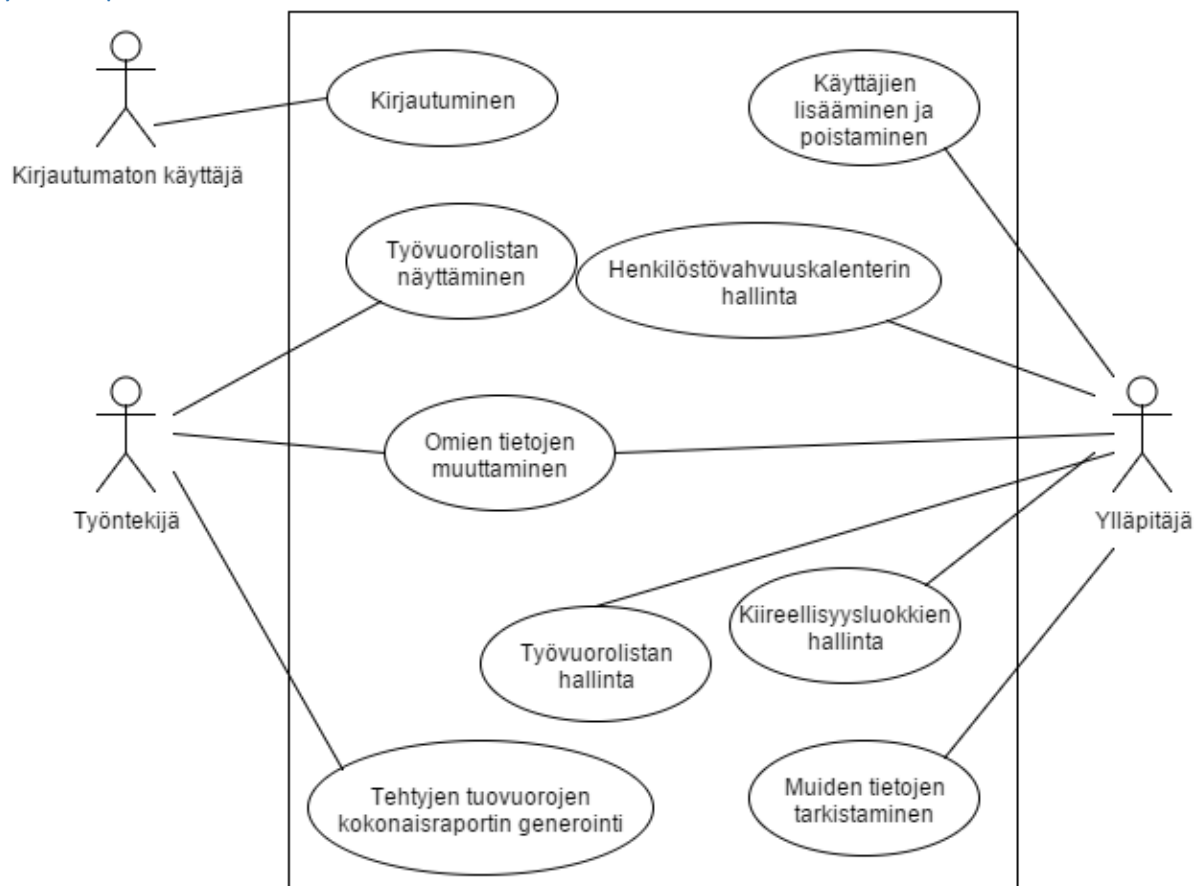 Kirjautuminen
Käyttäjien
lisääminen ja
poistaminen
Kirjautumaton käyttäjä
Työvuorolistan
näyttäminen
Henkilöstövahvuuskalenterin
hallinta
Omien tietojen
muuttaminen
Työntekijä
Ylläpitäjä
Kiireellisyysluokkien
hallinta
Työvuorolistan
hallinta
Tehtyjen tuovuorojen
kokonaisraportin generointi
Muiden tietojen
tarkistaminen